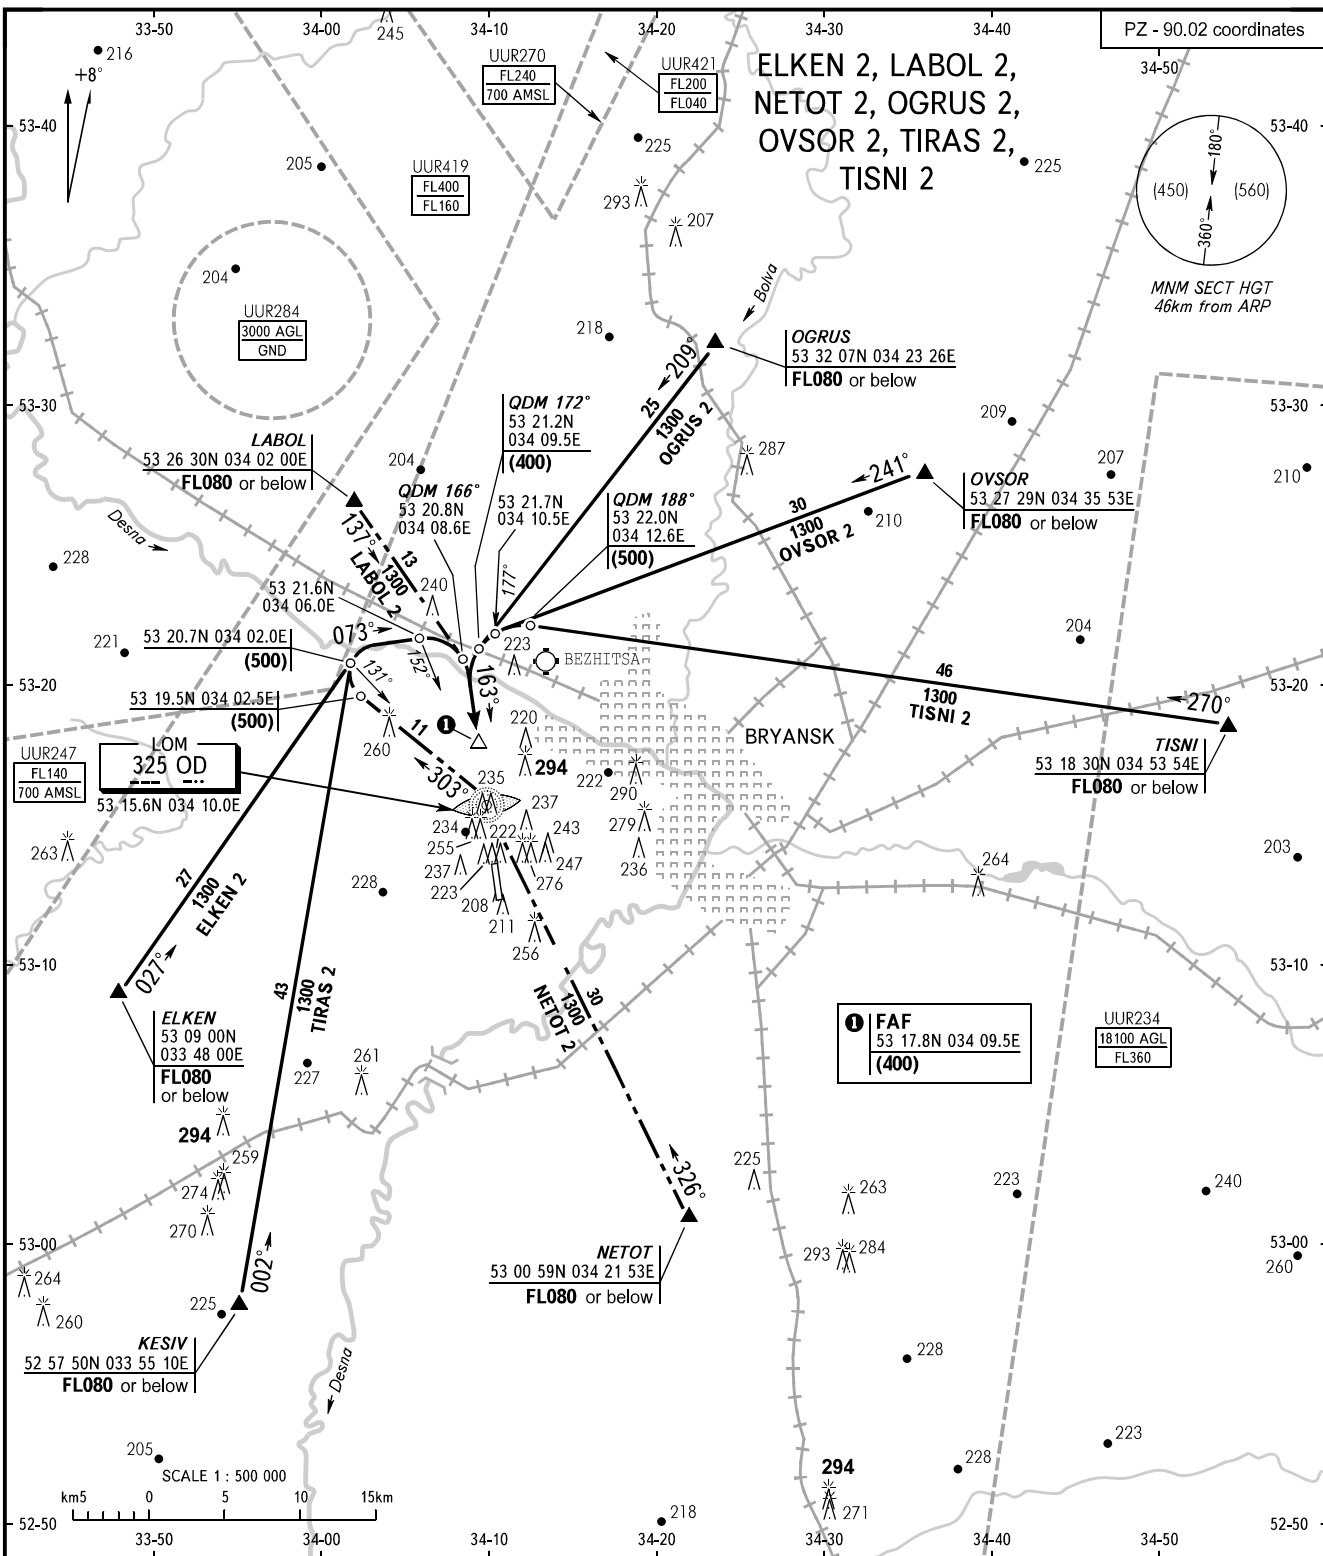 53-50
34-00
34-10
34-20
34-30
34-40
PZ - 90.02 coordinates
34-50
216
245
+8°
UUR270
FL240
700 AMSL
UUR421
FL200
FL040
ELKEN 2, LABOL 2,
NETOT 2, OGRUS 2,
OVSOR 2, TIRAS 2,
TISNI 2
53-40
53-40
205
225
225
UUR419
FL400
FL160
293
207
180°
(450)
(560)
360°
MNM SECT HGT
46km from ARP
204
UUR284
3000 AGL
GND
Bolva
218
OGRUS
53 32 07N 034 23 26E
FL080 or below
209°
25
1300
OGRUS 2
53-30
53-30
QDM 172°
53 21.2N
034 09.5E
(400)
209
LABOL
53 26 30N 034 02 00E
FL080 or below
204
287
241°
207
210
OVSOR
53 27 29N 034 35 53E
FL080 or below
QDM 166°
53 20.8N
034 08.6E
53 21.7N
034 10.5E
QDM 188°
53 22.0N
034 12.6E
(500)
30
1300
OVSOR 2
210
Desna
137°
13
1300
LABOL 2
228
177°
53 21.6N
034 06.0E
240
53 20.7N 034 02.0E
(500)
073°
221
223
BEZHITSA
204
131°
152°
163°
53-20
53-20
53 19.5N 034 02.5E
(500)
46
1300
TISNI 2
270°
1
11
260
220
294
BRYANSK
TISNI
53 18 30N 034 53 54E
FL080 or below
UUR247
FL140
700 AMSL
LOM
325 OD
53 15.6N 034 10.0E
303°
235
222
290
237
279
234
255
222
243
236
263
237
223
247
276
203
264
27
1300
ELKEN 2
228
208
211
256
53-10
53-10
027°
43
1300
TIRAS 2
30
1300
NETOT 2
ELKEN
53 09 00N
033 48 00E
FL080
or below
1 FAF
53 17.8N 034 09.5E
(400)
UUR234
18100 AGL
FL360
227
261
294
259
274
270
326°
225
263
223
240
53-00
53-00
002°
NETOT
53 00 59N 034 21 53E
FL080 or below
293
284
260
264
260
225
KESIV
52 57 50N 033 55 10E
FL080 or below
Desna
228
223
205
SCALE 1 : 500 000
km5
0
5
10
15km
294
271
228
218
52-50
52-50
53-50
34-00
34-10
34-20
34-30
34-40
34-50